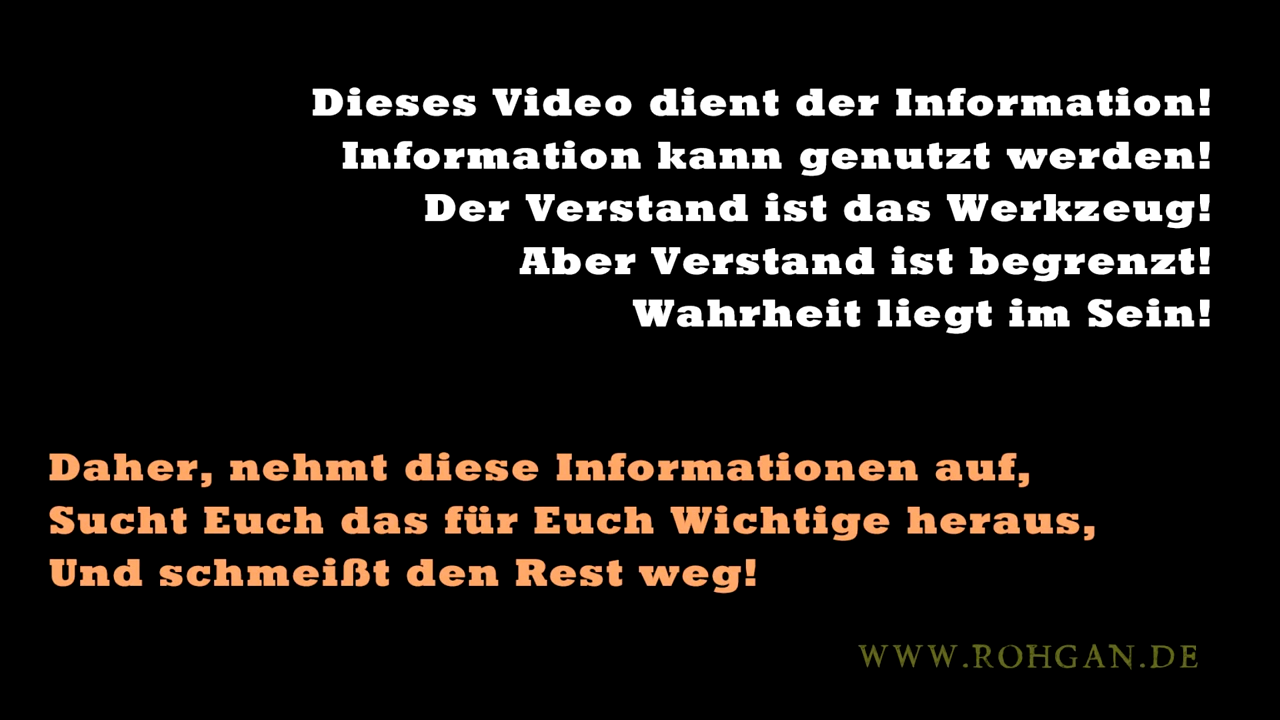 Dieses Video dient der Information!
Information kann genutzt werden!
Der Verstand ist das Werkzeug!
Aber Verstand ist begrenzt!
Wahrheit liegt im Sein!
Daher, nehmt diese Informationen auf,
Sucht Euch das für Euch Wichtige heraus,
Und schmeißt den Rest weg!
WWW.ROHGAN.DE